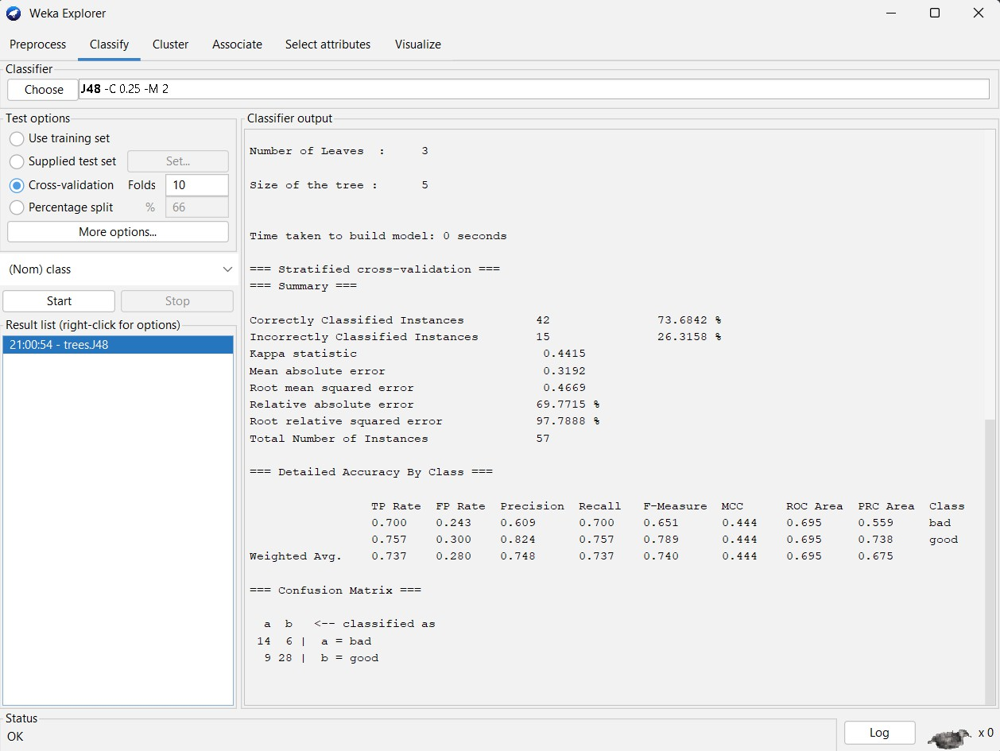 Weka Explorer
Preprocess Classify Cluster Associate Select attributes Visualize
Classifier
Choose J48 -C 0.25 -M 2
Test options
Use training set
Supplied test set Set...
Cross-validation Folds 10
Percentage split % 66
More options...
(Nom) class
Start Stop
Result list (right-click for options)
21:00:54 - trees.J48
Classifier output
Number of Leaves : 3
Size of the tree : 5
Time taken to build model: 0 seconds
=== Stratified cross-validation ===
=== Summary ===
Correctly Classified Instances 42 73.6842 %
Incorrectly Classified Instances 15 26.3158 %
Kappa statistic 0.4415
Mean absolute error 0.3192
Root mean squared error 0.4669
Relative absolute error 69.7715 %
Root relative squared error 97.7888 %
Total Number of Instances 57
=== Detailed Accuracy By Class ===
TP Rate FP Rate Precision Recall F-Measure MCC ROC Area PRC Area Class
0.700 0.243 0.609 0.700 0.651 0.444 0.695 0.559 bad
0.757 0.300 0.824 0.757 0.789 0.444 0.695 0.738 good
Weighted Avg. 0.737 0.280 0.748 0.737 0.740 0.444 0.695 0.675
=== Confusion Matrix ===
a b <-- classified as
14 6 | a = bad
9 28 | b = good
Status
OK
Log
x 0